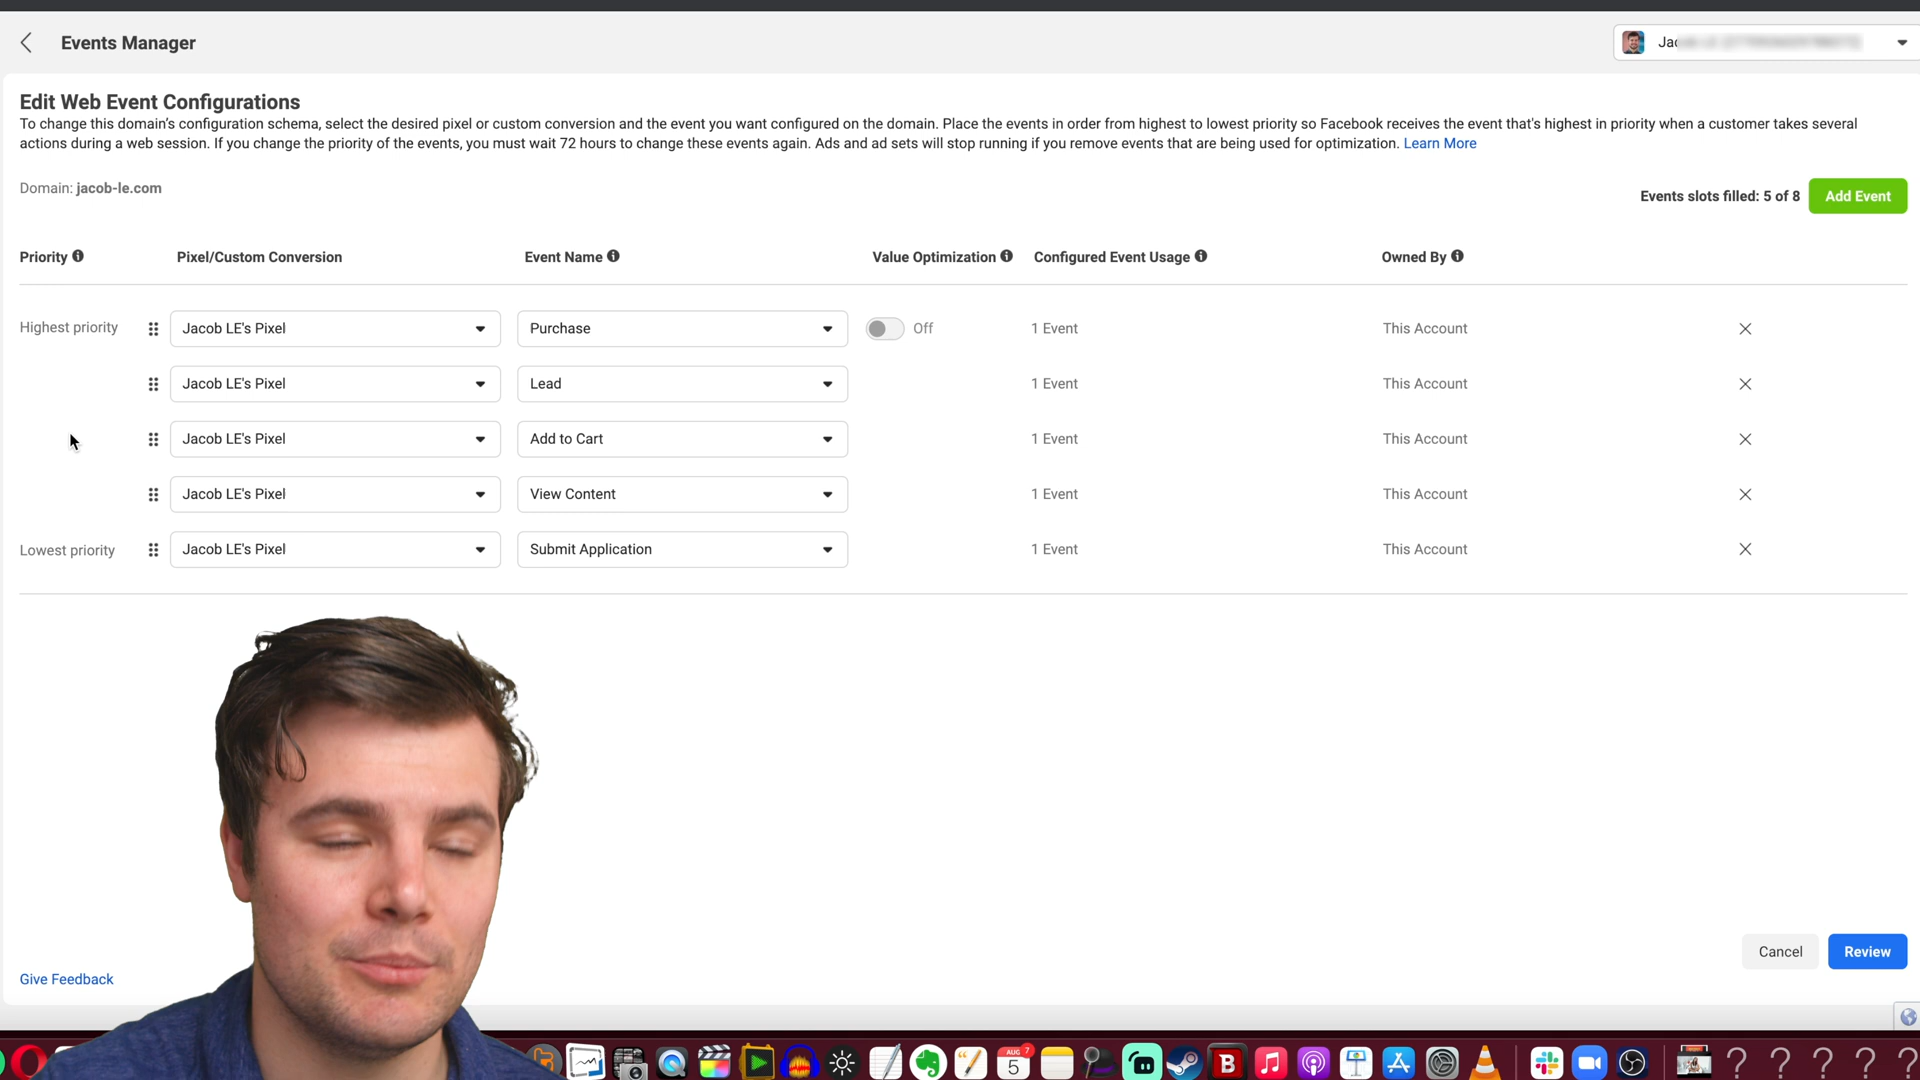 Events Manager
Jac
Edit Web Event Configurations
To change this domain's configuration schema, select the desired pixel or custom conversion and the event you want configured on the domain. Place the events in order from highest to lowest priority so Facebook receives the event that's highest in priority when a customer takes several
actions during a web session. If you change the priority of the events, you must wait 72 hours to change these events again. Ads and ad sets will stop running if you remove events that are being used for optimization. Learn More
Domain: jacob-le.com
Events slots filled: 5 of 8 Add Event
Priority Pixel/Custom Conversion Event Name Value Optimization Configured Event Usage Owned By
Highest priority Jacob LE's Pixel Purchase Off 1 Event This Account
Jacob LE's Pixel Lead 1 Event This Account
Jacob LE's Pixel Add to Cart 1 Event This Account
Jacob LE's Pixel View Content 1 Event This Account
Lowest priority Jacob LE's Pixel Submit Application 1 Event This Account
Cancel Review
Give Feedback
AUG 7
5
B
? ? ? ? ?